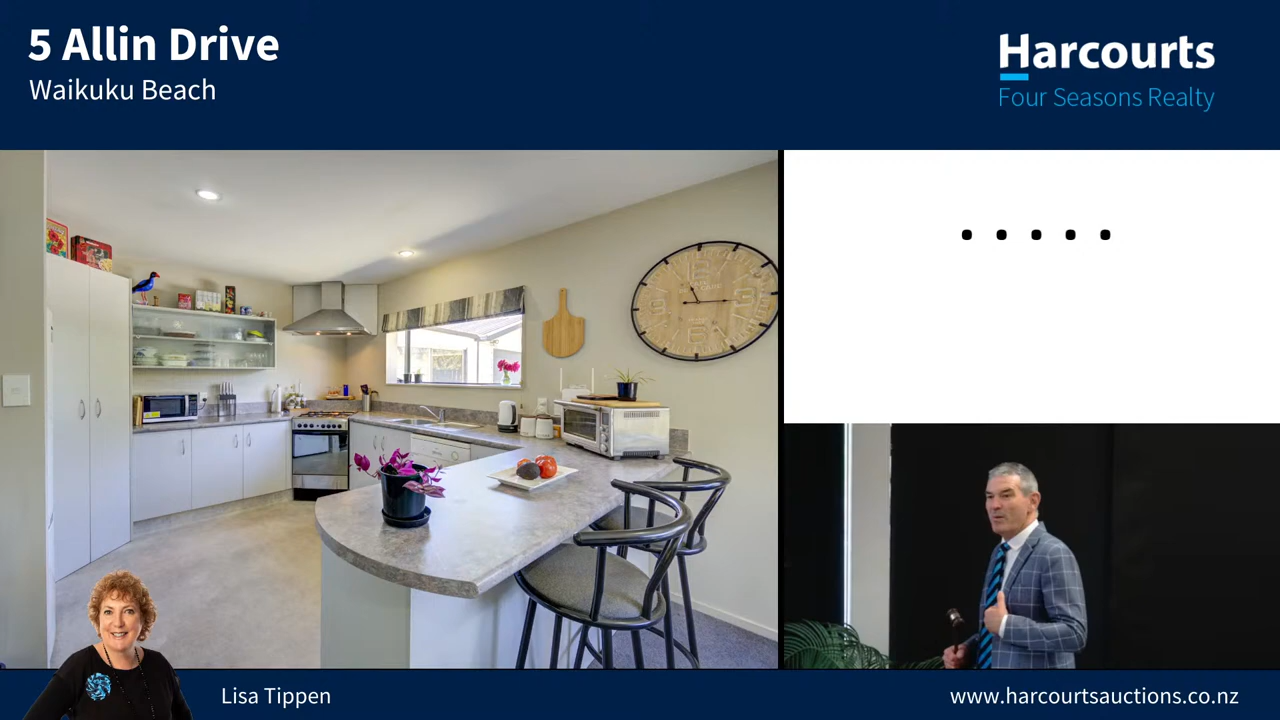 5 Allin Drive
Waikuku Beach
Harcourts
Four Seasons Realty
.....
Lisa Tippen
www.harcourtsauctions.co.nz